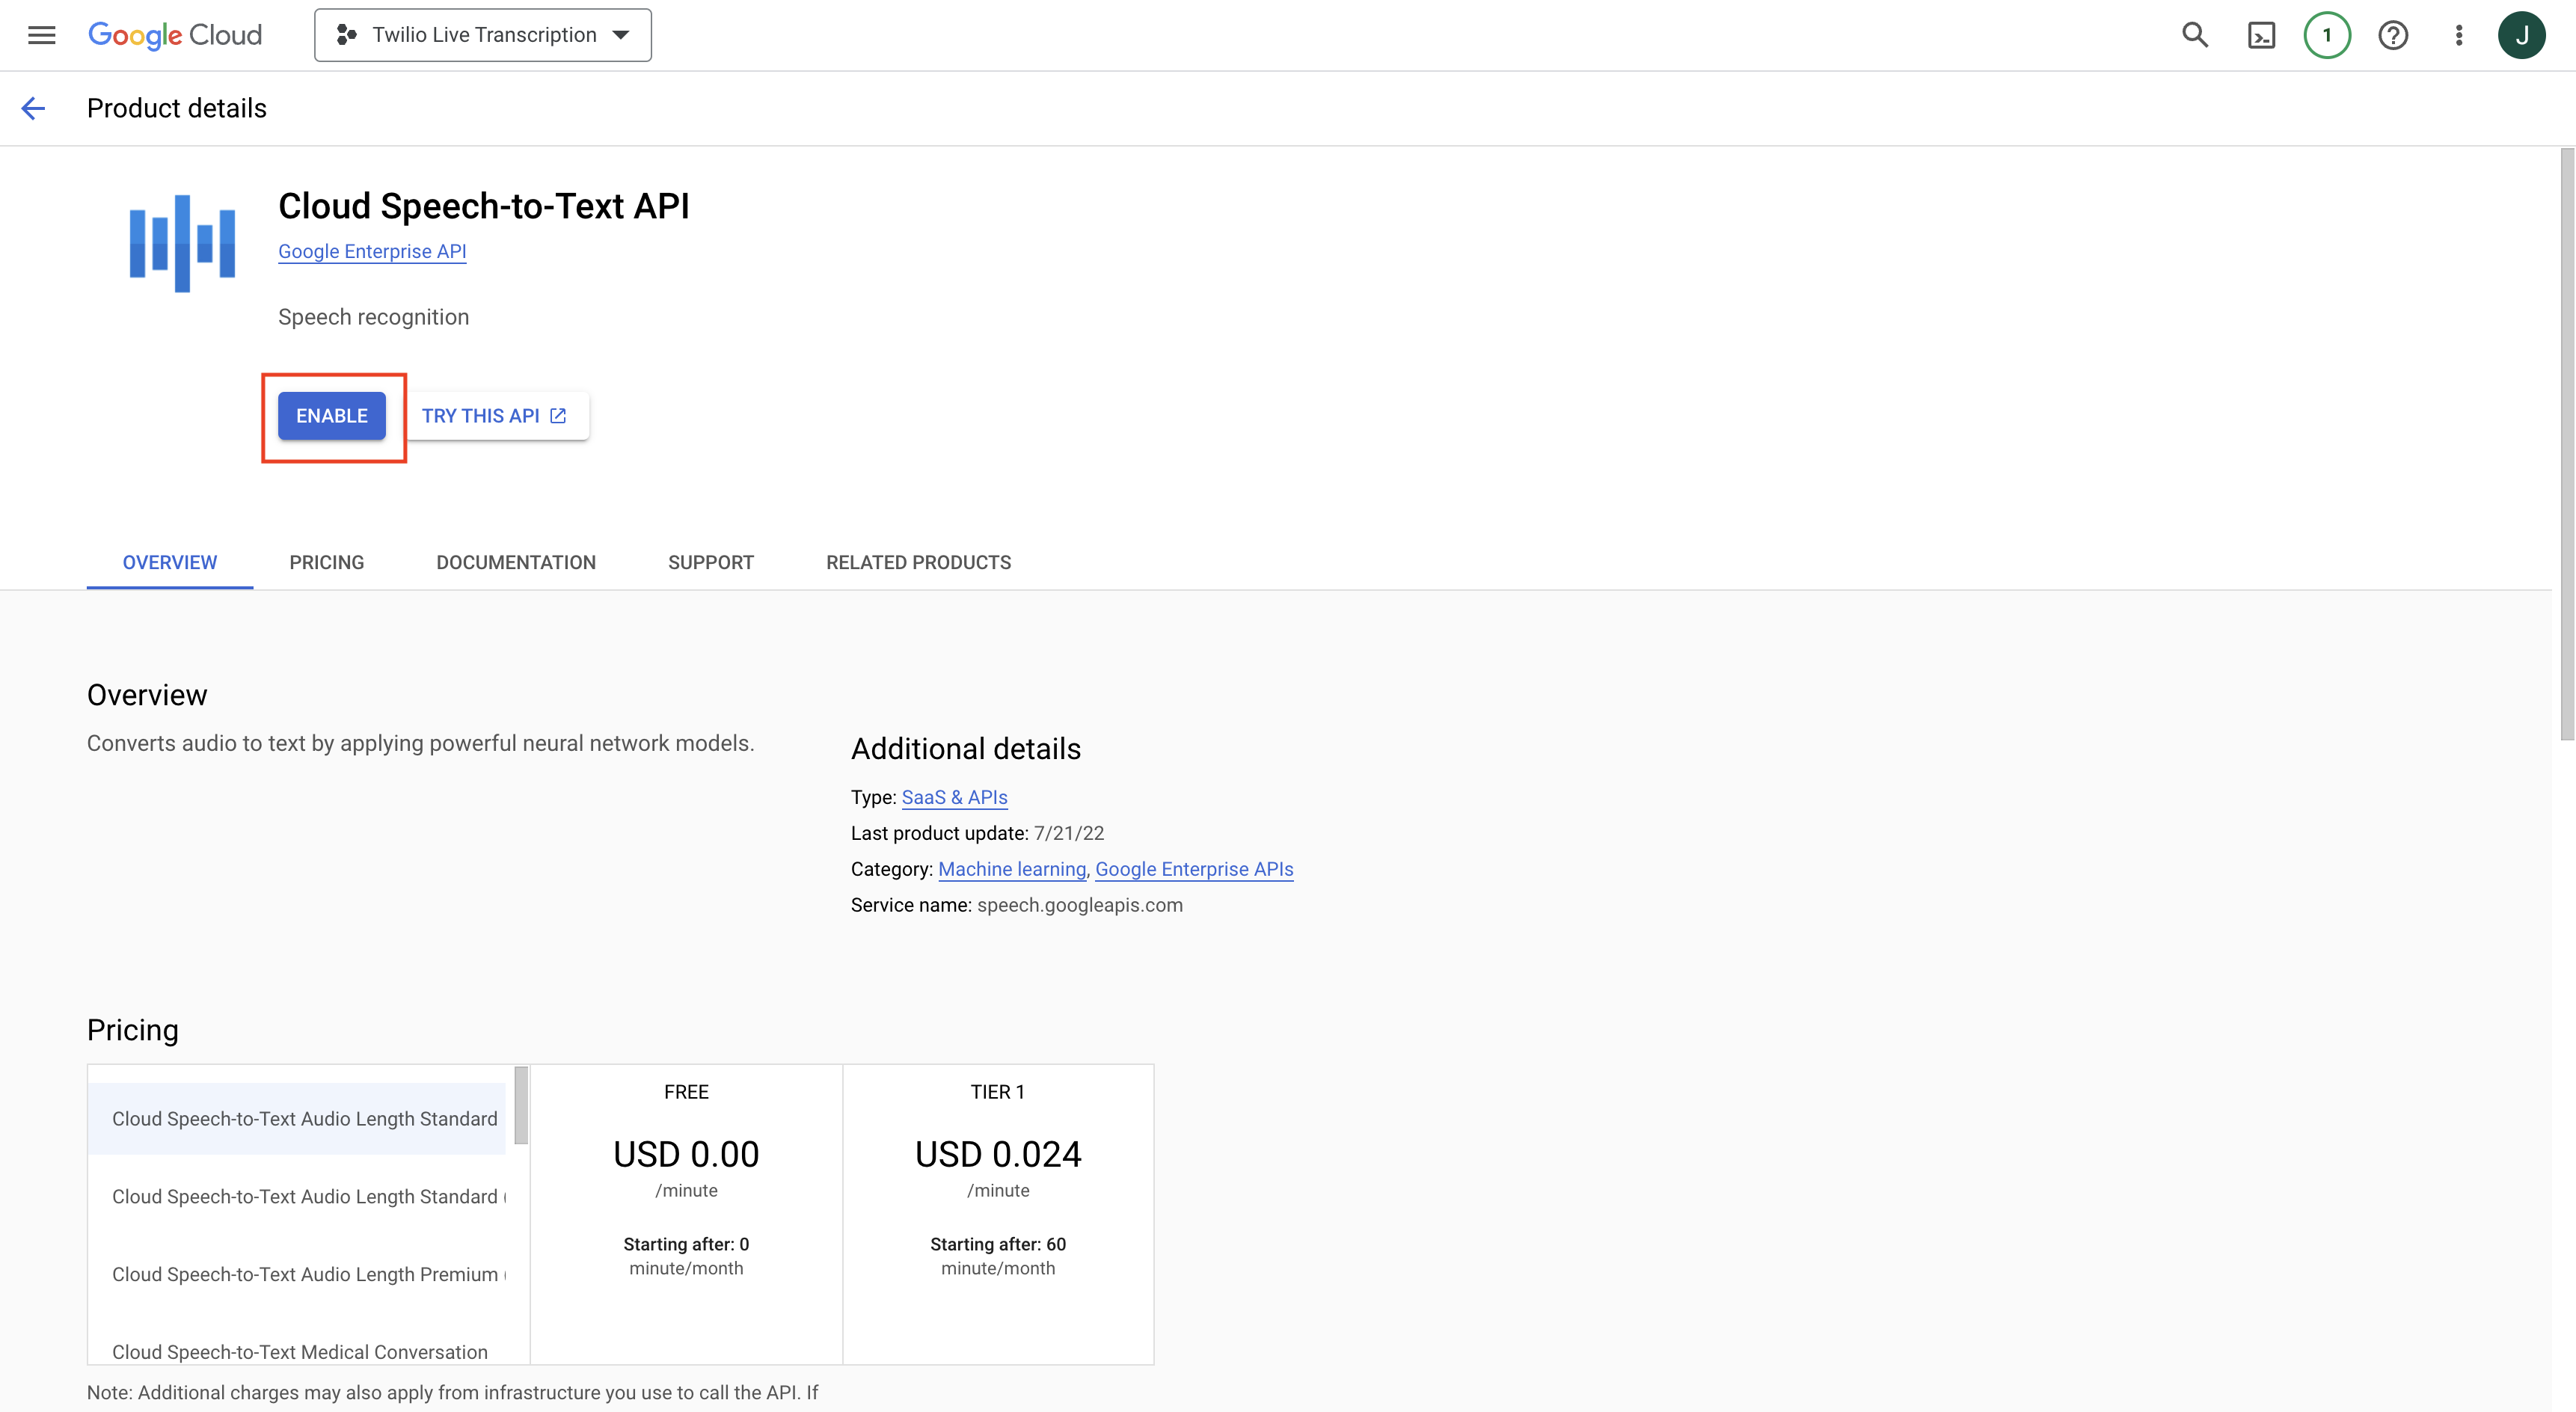 Google Cloud
Twilio Live Transcription
1
J
Product details
Cloud Speech-to-Text API
Google Enterprise API
Speech recognition
ENABLE
TRY THIS API
OVERVIEW PRICING DOCUMENTATION SUPPORT RELATED PRODUCTS
Overview
Converts audio to text by applying powerful neural network models.
Additional details
Type: SaaS & APIs
Last product update: 7/21/22
Category: Machine learning, Google Enterprise APIs
Service name: speech.googleapis.com
Pricing
Cloud Speech-to-Text Audio Length Standard
Cloud Speech-to-Text Audio Length Standard (
Cloud Speech-to-Text Audio Length Premium (
Cloud Speech-to-Text Medical Conversation
FREE
USD 0.00
/minute
Starting after: 0
minute/month
TIER 1
USD 0.024
/minute
Starting after: 60
minute/month
Note: Additional charges may also apply from infrastructure you use to call the API. If